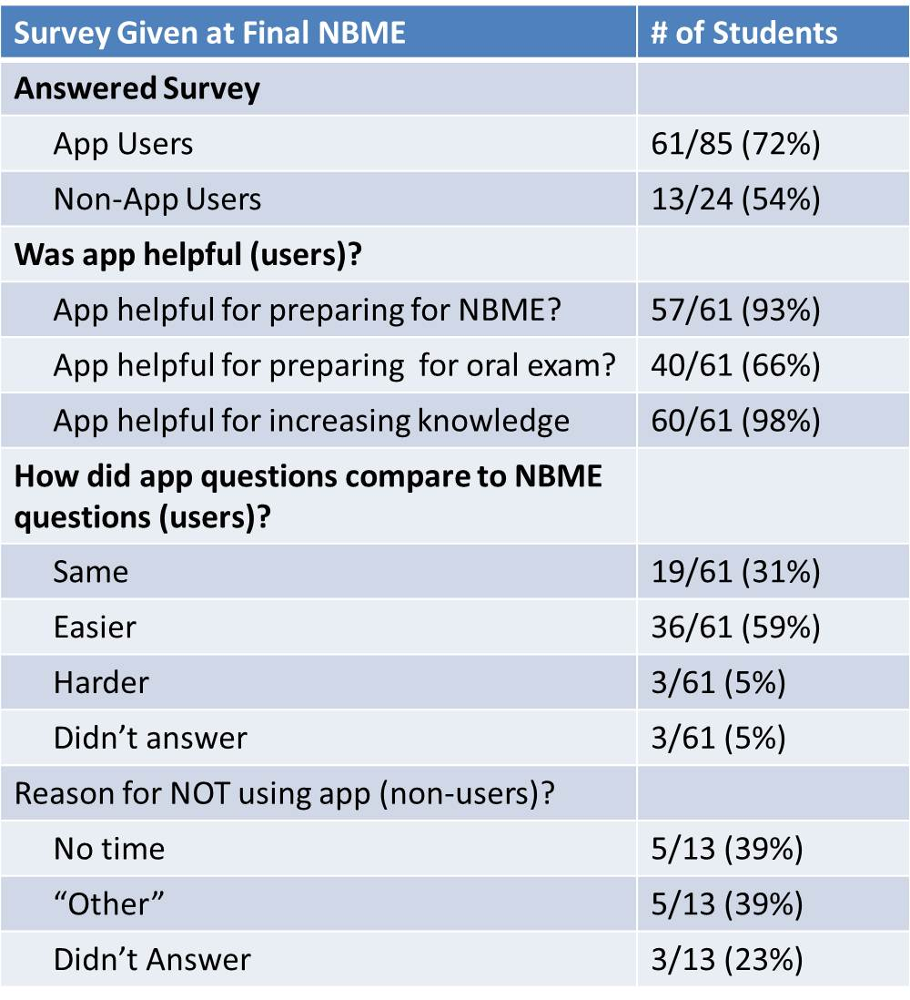 Survey Given at Final NBME # of Students
Answered Survey
App Users 61/85 (72%)
Non-App Users 13/24 (54%)
Was app helpful (users)?
App helpful for preparing for NBME? 57/61 (93%)
App helpful for preparing for oral exam? 40/61 (66%)
App helpful for increasing knowledge 60/61 (98%)
How did app questions compare to NBME
questions (users)?
Same 19/61 (31%)
Easier 36/61 (59%)
Harder 3/61 (5%)
Didn’t answer 3/61 (5%)
Reason for NOT using app (non-users)?
No time 5/13 (39%)
“Other” 5/13 (39%)
Didn’t Answer 3/13 (23%)